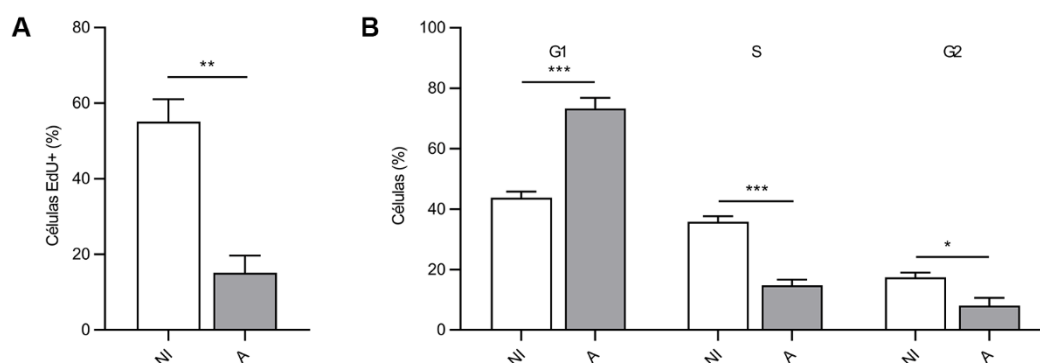 A
Células EdU+ (%)
80
60
40
20
0
**
NI
A
B
Células (%)
100
80
60
40
20
0
G1
S
G2
***
***
*
NI
A
NI
A
NI
A